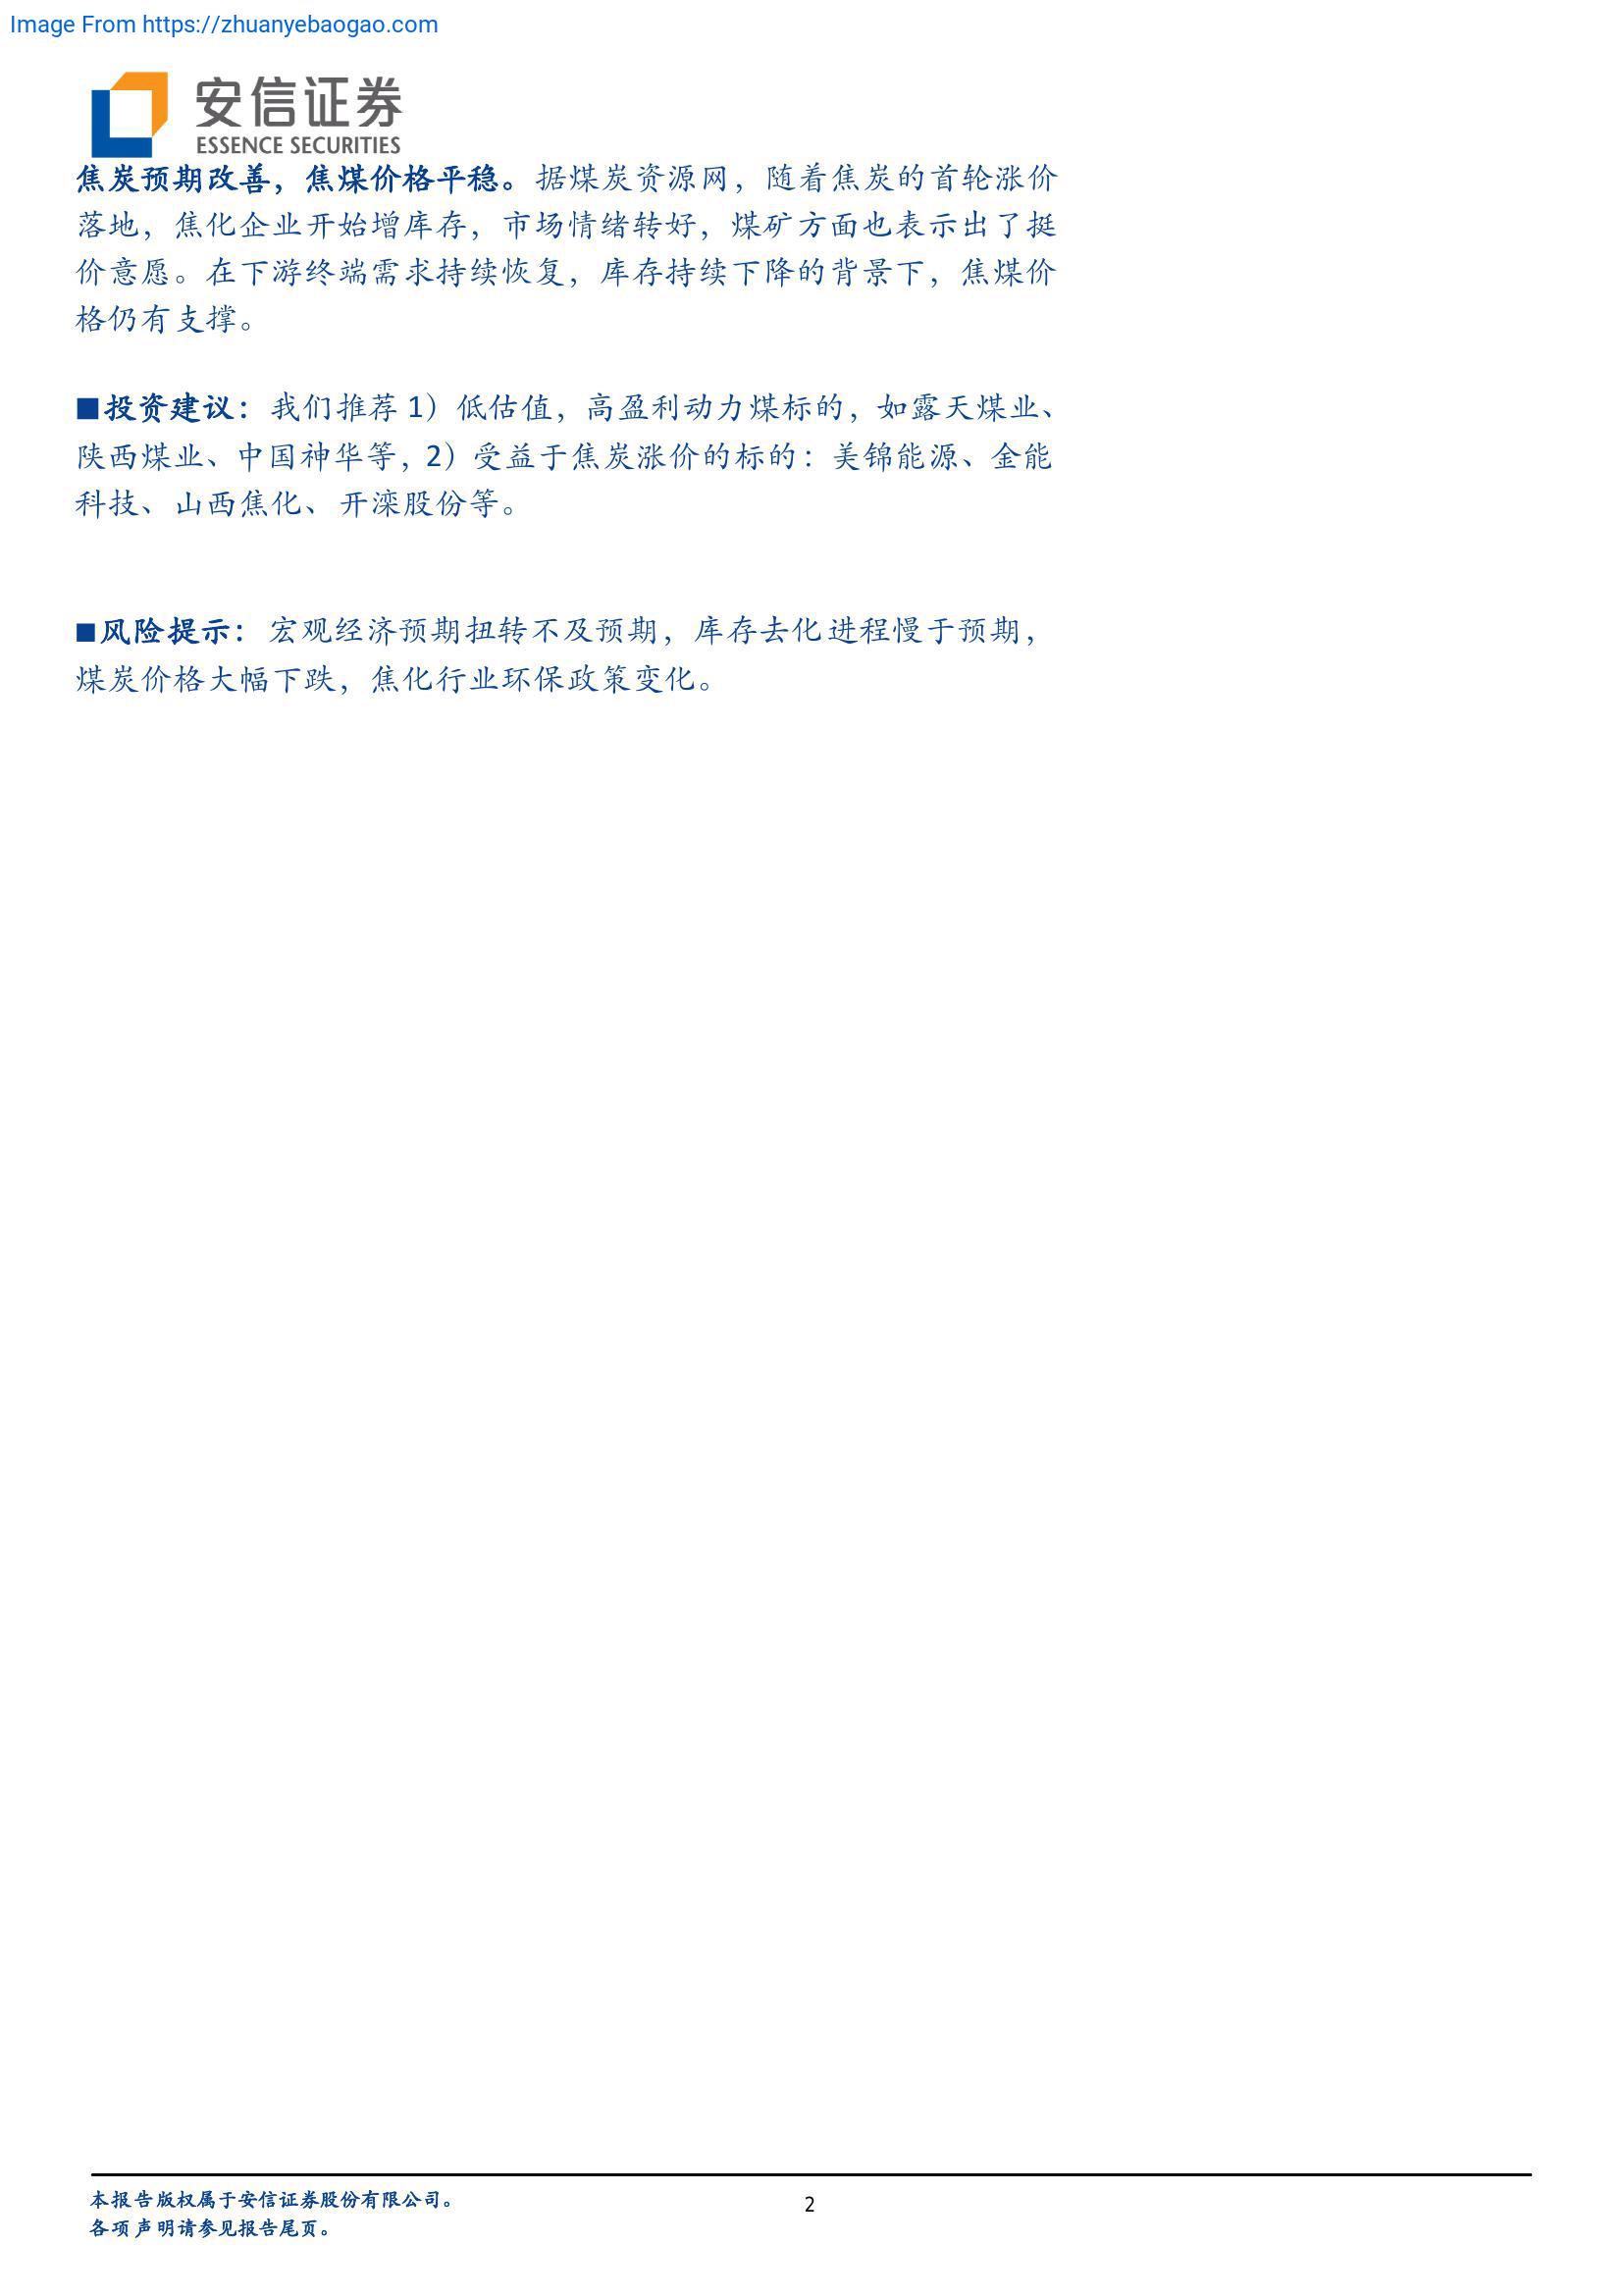 Image From https://zhuanyebaogao.com
安信证券
ESSENCE SECURITIES
焦炭预期改善，焦煤价格平稳。据煤炭资源网，随着焦炭的首轮涨价
落地，焦化企业开始增库存，市场情绪转好，煤矿方面也表示出了挺
价意愿。在下游终端需求持续恢复，库存持续下降的背景下，焦煤价
格仍有支撑。
■投资建议：我们推荐 1）低估值，高盈利动力煤标的，如露天煤业、
陕西煤业、中国神华等，2）受益于焦炭涨价的标的：美锦能源、金能
科技、山西焦化、开滦股份等。
■风险提示：宏观经济预期扭转不及预期，库存去化进程慢于预期，
煤炭价格大幅下跌，焦化行业环保政策变化。
本报告版权属于安信证券股份有限公司。
2
各项声明请参见报告尾页。